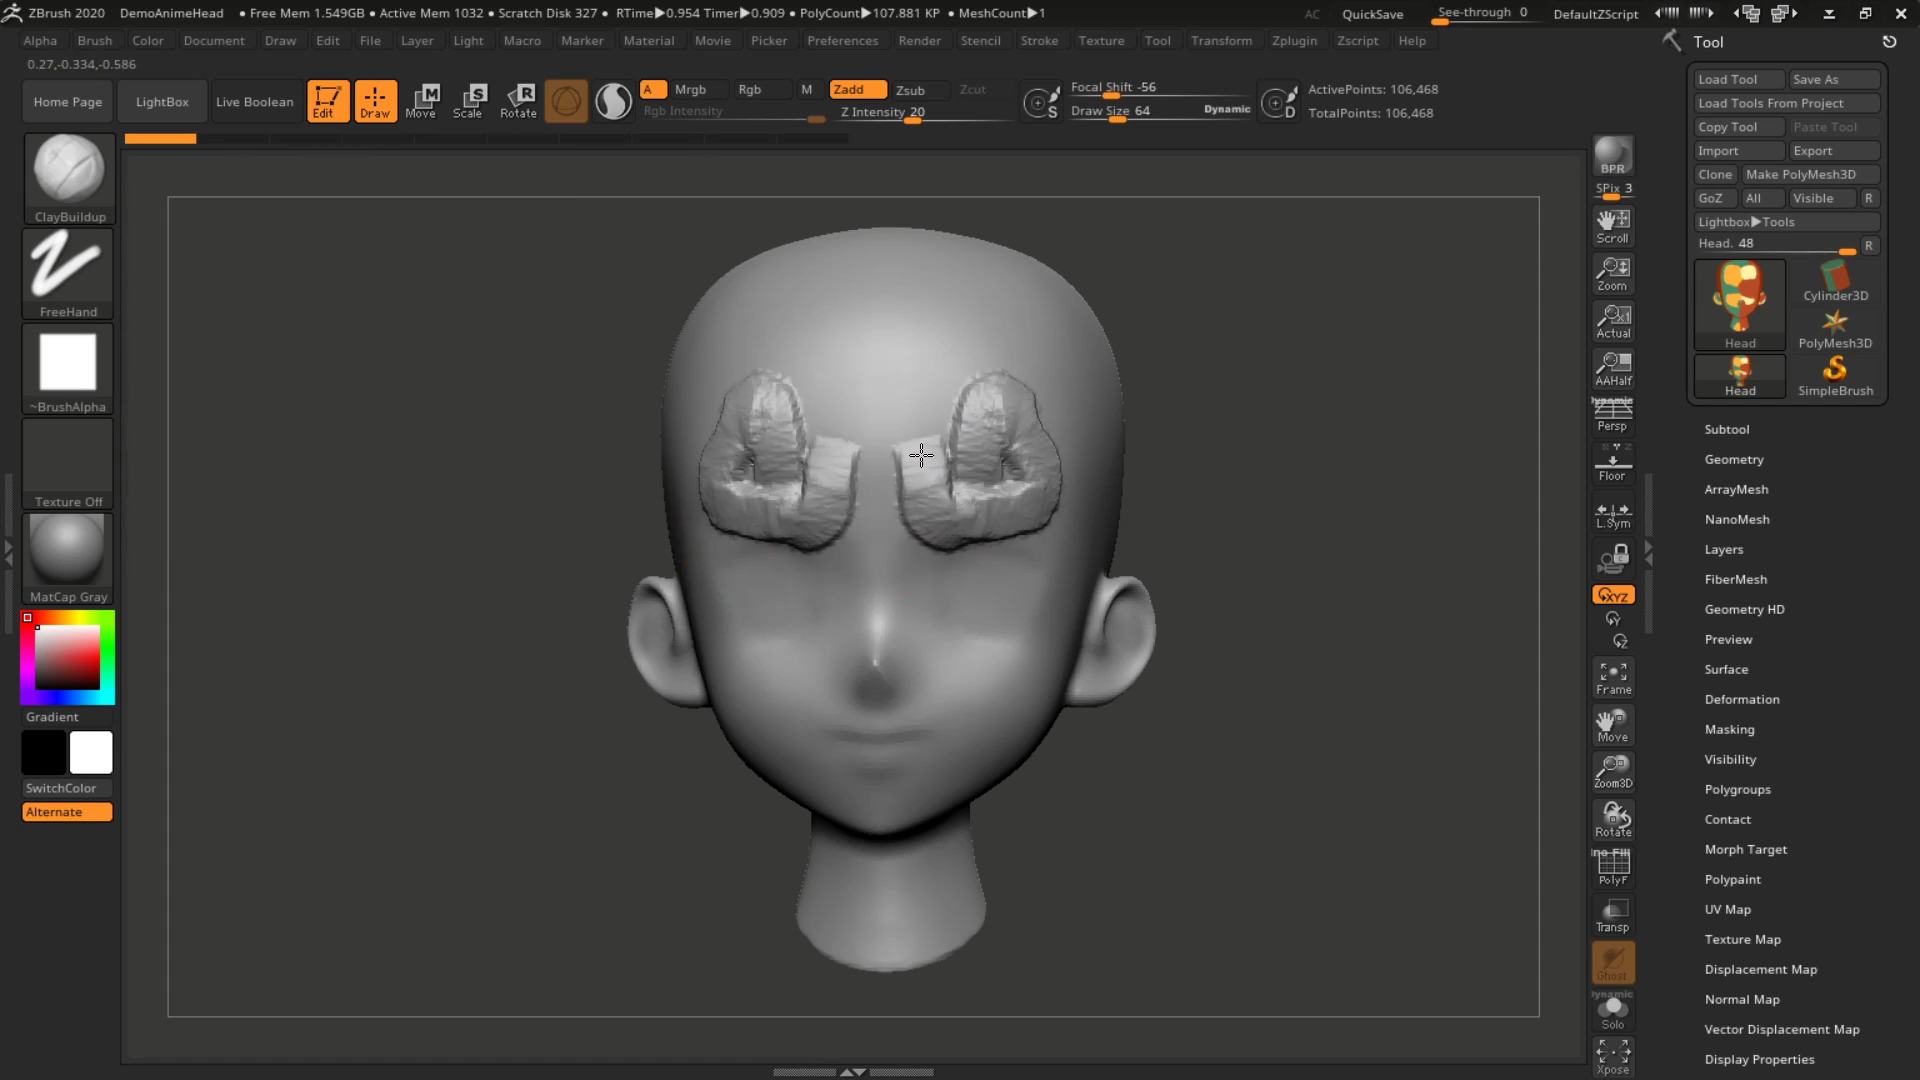 ZBrush 2020 DemoAnimeHead • Free Mem 1.549GB • Active Mem 1032 • Scratch Disk 327 • RTime▶0.954 Timer▶0.909 • PolyCount▶107.881 KP • MeshCount▶1 AC QuickSave See-through 0 DefaultZScript
Alpha Brush Color Document Draw Edit File Layer Light Macro Marker Material Movie Picker Preferences Render Stencil Stroke Texture Tool Transform Zplugin Zscript Help
0.27,-0.334,-0.586
Home Page LightBox Live Boolean Edit Draw Move Scale Rotate
A Mrgb Rgb M Zadd Zsub Zcut
Rgb Intensity Z Intensity 20
Focal Shift -56
Draw Size 64 Dynamic
ActivePoints: 106,468
TotalPoints: 106,468
ClayBuildup
FreeHand
~BrushAlpha
Texture Off
MatCap Gray
Gradient
SwitchColor
Alternate
BPR
SPix 3
Scroll
Zoom
Actual
AAHalf
Dynamic
Persp
Floor
L.Sym
XYZ
Y
Z
Frame
Move
Zoom3D
Rotate
PolyF
Transp
Ghost
Dynamic
Solo
Xpose
Tool
Load Tool Save As
Load Tools From Project
Copy Tool Paste Tool
Import Export
Clone Make PolyMesh3D
GoZ All Visible R
Lightbox▶Tools
Head. 48 R
Head Cylinder3D
PolyMesh3D
Head SimpleBrush
Subtool
Geometry
ArrayMesh
NanoMesh
Layers
FiberMesh
Geometry HD
Preview
Surface
Deformation
Masking
Visibility
Polygroups
Contact
Morph Target
Polypaint
UV Map
Texture Map
Displacement Map
Normal Map
Vector Displacement Map
Display Properties